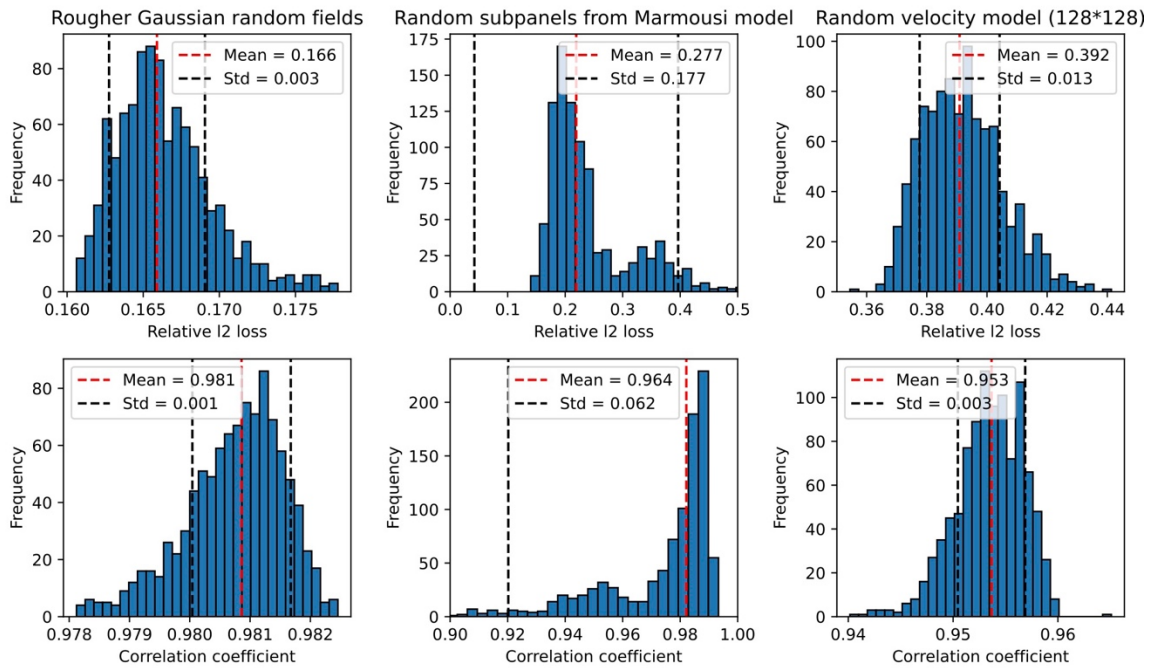 Rougher Gaussian random fields
Random subpanels from Marmousi model
Random velocity model (128*128)
Mean = 0.166
Std = 0.003
Frequency
80
60
40
20
0
0.160
0.165
0.170
0.175
Relative l2 loss
Mean = 0.277
Std = 0.177
Frequency
175
150
125
100
75
50
25
0
0.0
0.1
0.2
0.3
0.4
0.5
Relative l2 loss
Mean = 0.392
Std = 0.013
Frequency
100
80
60
40
20
0
0.36
0.38
0.40
0.42
0.44
Relative l2 loss
Mean = 0.981
Std = 0.001
Frequency
80
60
40
20
0
0.978
0.979
0.980
0.981
0.982
Correlation coefficient
Mean = 0.964
Std = 0.062
Frequency
200
150
100
50
0
0.90
0.92
0.94
0.96
0.98
1.00
Correlation coefficient
Mean = 0.953
Std = 0.003
Frequency
100
80
60
40
20
0
0.94
0.95
0.96
Correlation coefficient